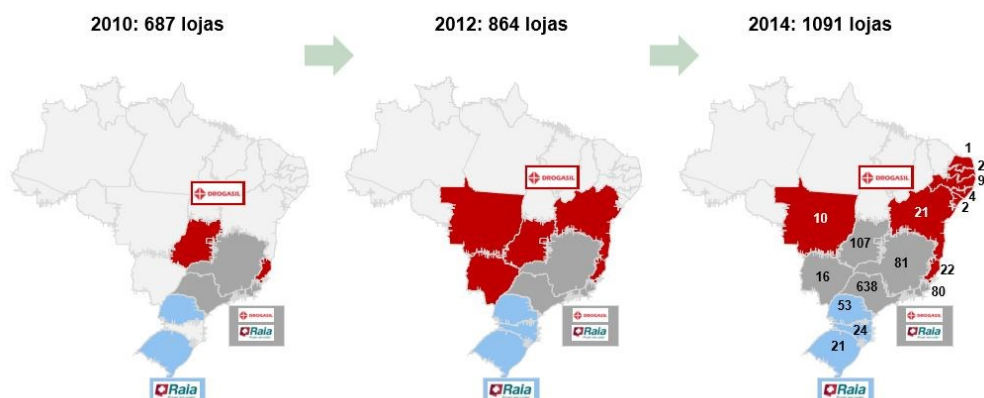 2010: 687 lojas
2012: 864 lojas
2014: 1091 lojas
DROGASIL
DROGASIL
Raia
Raia
DROGASIL
DROGASIL
Raia
Raia
DROGASIL
1
2
9
4
2
10
21
107
16
81
22
638
80
53
24
21
DROGASIL
Raia
Raia